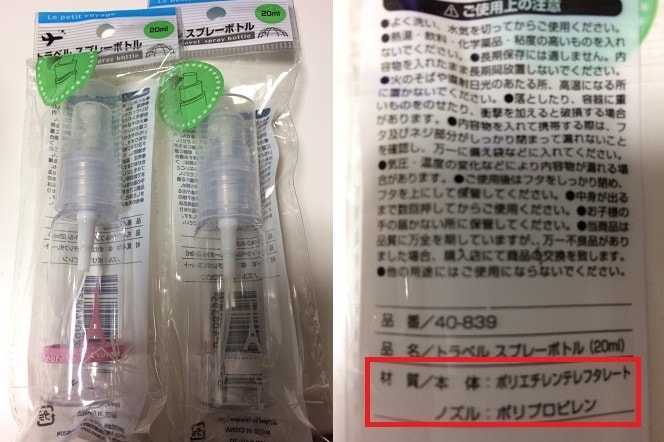 Le petit voyage
20ml
トラベル スプレーボトル
travel spray bottle
20ml
スプレーボトル
travel spray bottle
ご使用上の注意
●よく洗い、水気を切ってからご使用ください。
●熱湯・飲料・化学薬品・粘度の高いものを入れ
ないでください。●長期保存には適しません。内
容物を入れたまま長期間放置しないでください。
●火のそばや直射日光のあたる所、高温になる所
に置かないでください。●落としたり、容器に重
いものをのせたり、衝撃を加えると破損する場合
があります。●内容物を入れて携帯する際は、フ
タ及びネジ部分がしっかり閉まって漏れないこと
を確認し、万一に備え袋などに入れてください。
●気圧・温度の変化などにより内容物が漏れる場合
があります。●ご使用後はフタをしっかり閉め、
フタを上にして保管してください。●中身が出る
まで数回押してからご使用ください。●お子様の
手の届かない所に保管してください。●当商品は
品質に万全を期していますが、万一不良品があり
ました場合、購入店にて商品交換を致します。
●他の用途にはご使用にならないでください。
品 番/40-839
品 名/トラベル スプレーボトル(20ml)
材 質/本 体:ポリエチレンテレフタレート
ノズル:ポリプロピレン